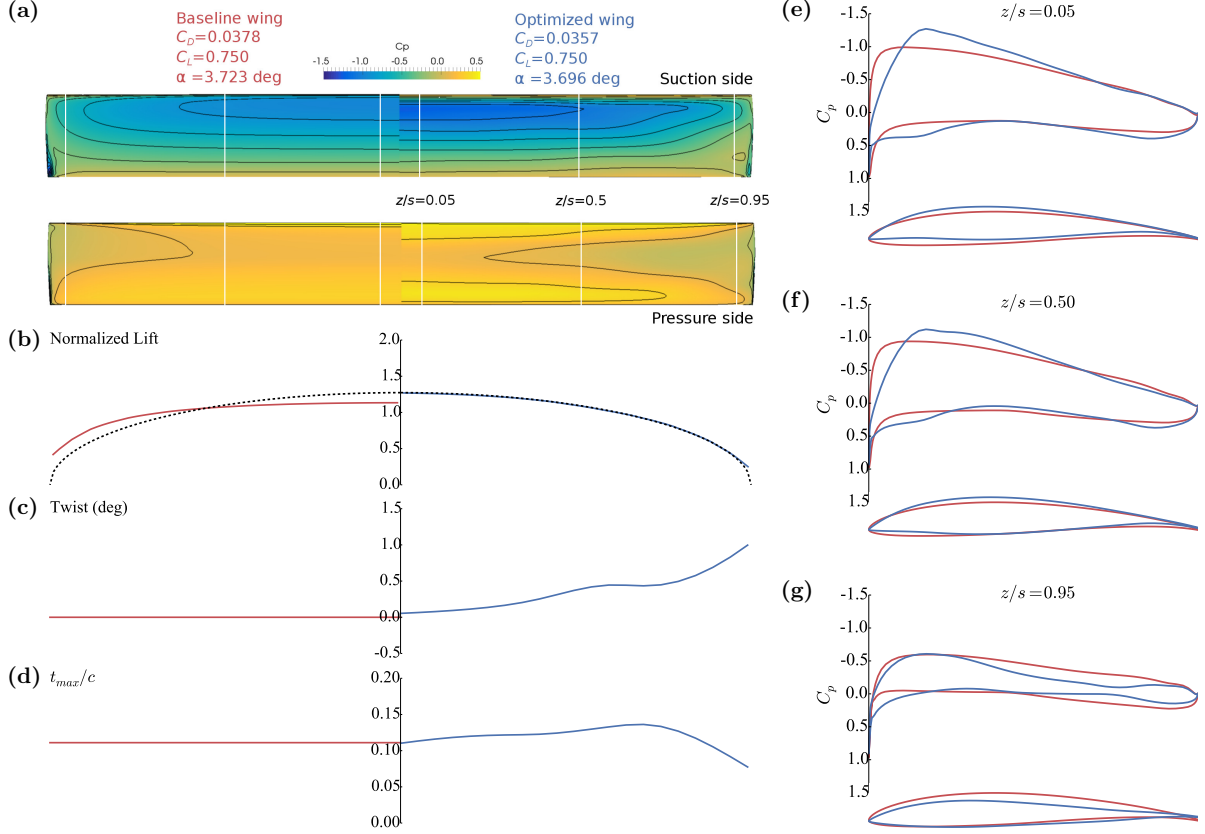 (a)
Baseline wing
C_D=0.0378
C_L=0.750
α =3.723 deg
Cp
-1.5 -1.0 -0.5 0.0 0.5
Optimized wing
C_D=0.0357
C_L=0.750
α =3.696 deg
Suction side
z/s=0.05
z/s=0.5
z/s=0.95
Pressure side
(b)
Normalized Lift
2.0
1.5
1.0
0.5
0.0
(c)
Twist (deg)
1.5
1.0
0.5
0.0
-0.5
(d)
t_{max}/c
0.20
0.15
0.10
0.05
0.00
(e)
z/s=0.05
-1.5
-1.0
-0.5
0.0
0.5
1.0
1.5
C_p
(f)
z/s=0.50
-1.5
-1.0
-0.5
0.0
0.5
1.0
1.5
C_p
(g)
z/s=0.95
-1.5
-1.0
-0.5
0.0
0.5
1.0
1.5
C_p